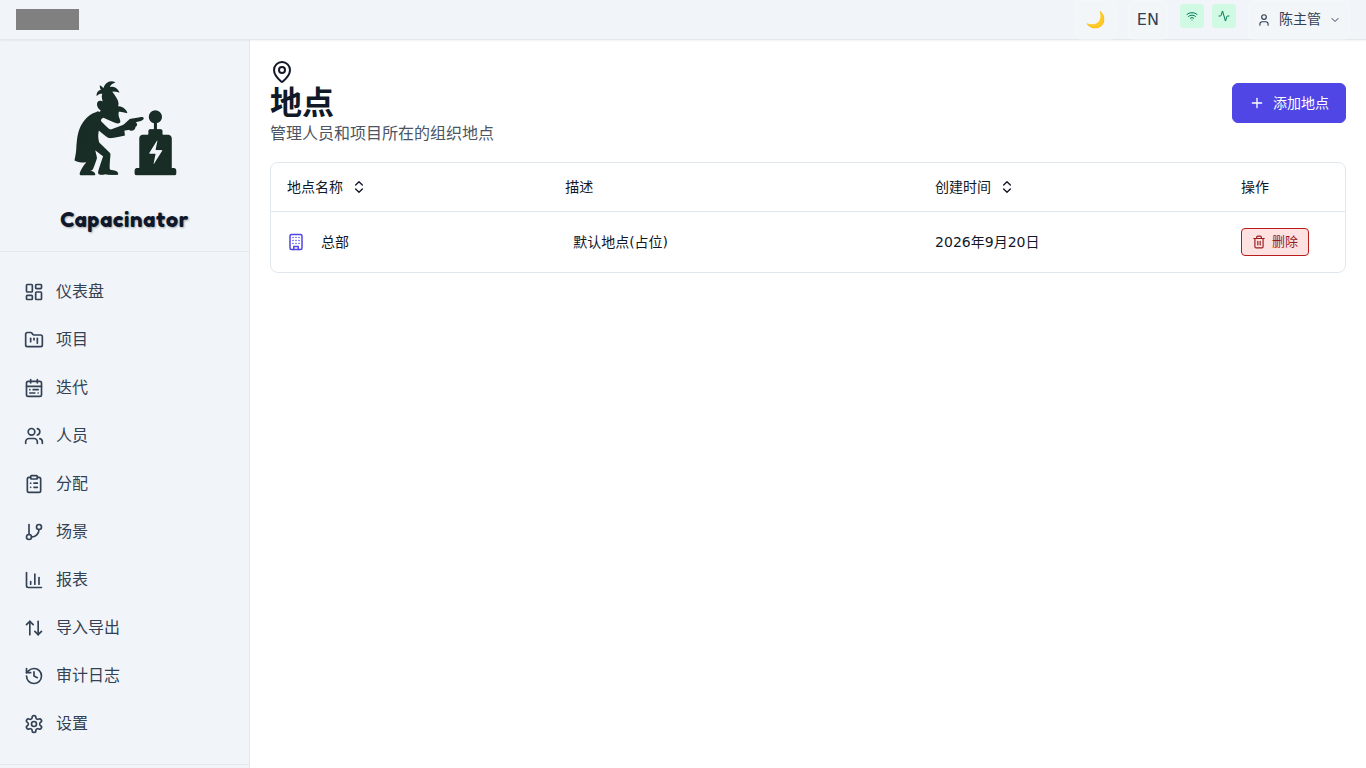 EN
陈主管
Capacinator
仪表盘
项目
迭代
人员
分配
场景
报表
导入导出
审计日志
设置
地点
管理人员和项目所在的组织地点
添加地点
地点名称 描述 创建时间 操作
总部 默认地点(占位) 2026年9月20日 删除